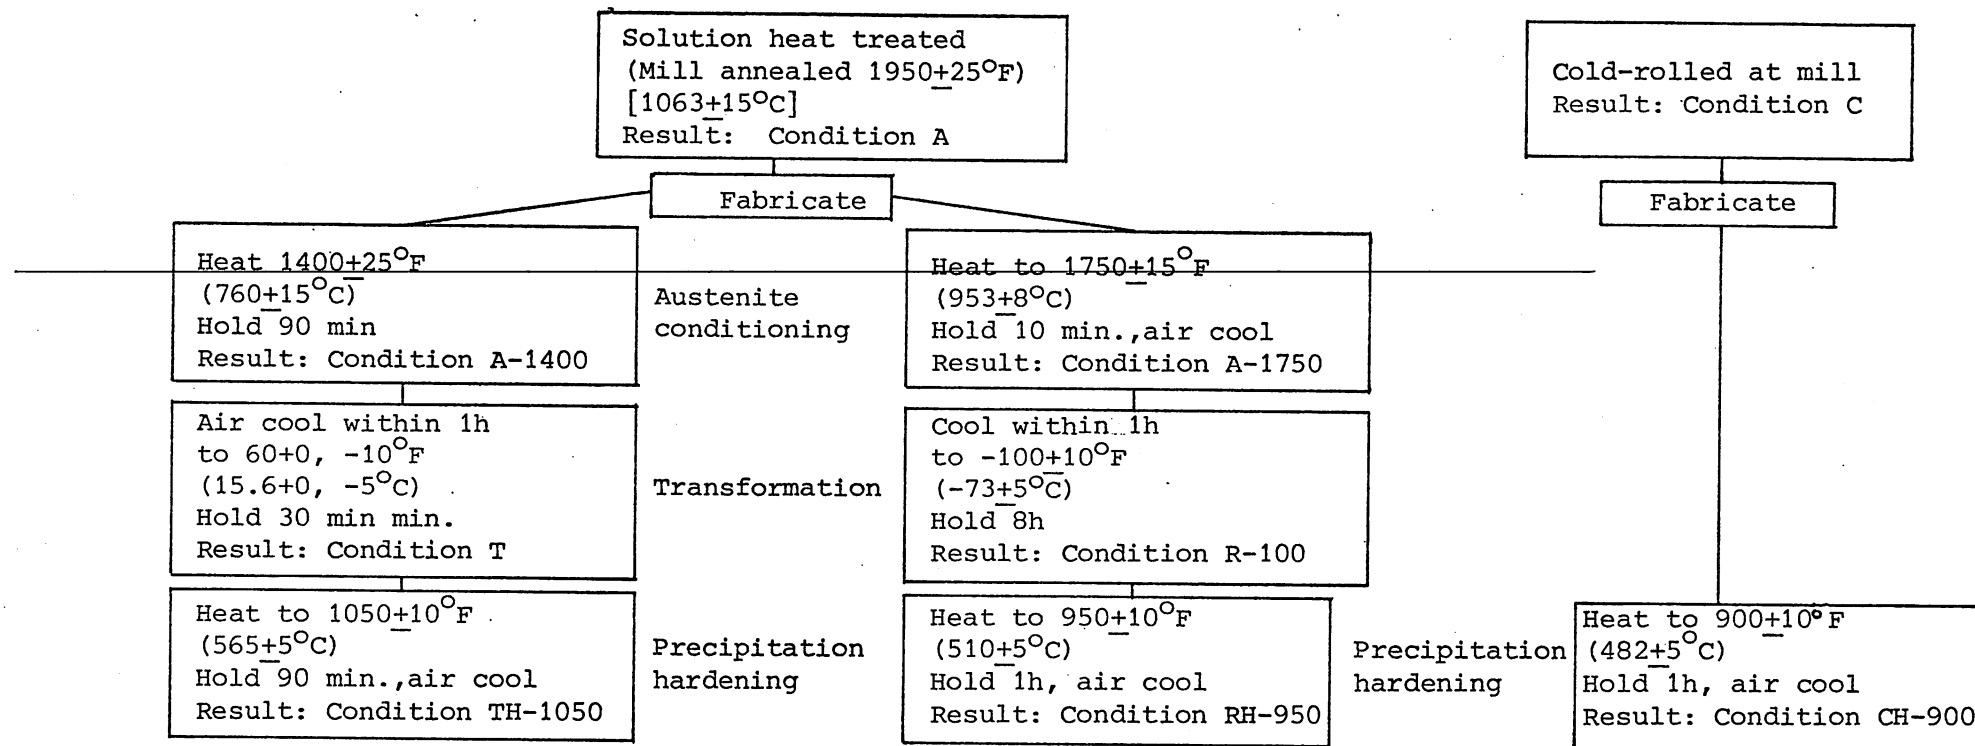 Solution heat treated
(Mill annealed 1950±25°F)
[1063±15°C]
Result: Condition A
Fabricate
Heat 1400±25°F
(760±15°C)
Hold 90 min
Result: Condition A-1400
Austenite
conditioning
Heat to 1750±15°F
(953±8°C)
Hold 10 min.,air cool
Result: Condition A-1750
Air cool within 1h
to 60+0, -10°F
(15.6+0, -5°C)
Hold 30 min min.
Result: Condition T
Transformation
Cool within 1h
to -100±10°F
(-73±5°C)
Hold 8h
Result: Condition R-100
Heat to 1050±10°F
(565±5°C)
Hold 90 min.,air cool
Result: Condition TH-1050
Precipitation
hardening
Heat to 950±10°F
(510±5°C)
Hold 1h, air cool
Result: Condition RH-950
Cold-rolled at mill
Result: Condition C
Fabricate
Precipitation
hardening
Heat to 900±10°F
(482±5°C)
Hold 1h, air cool
Result: Condition CH-900